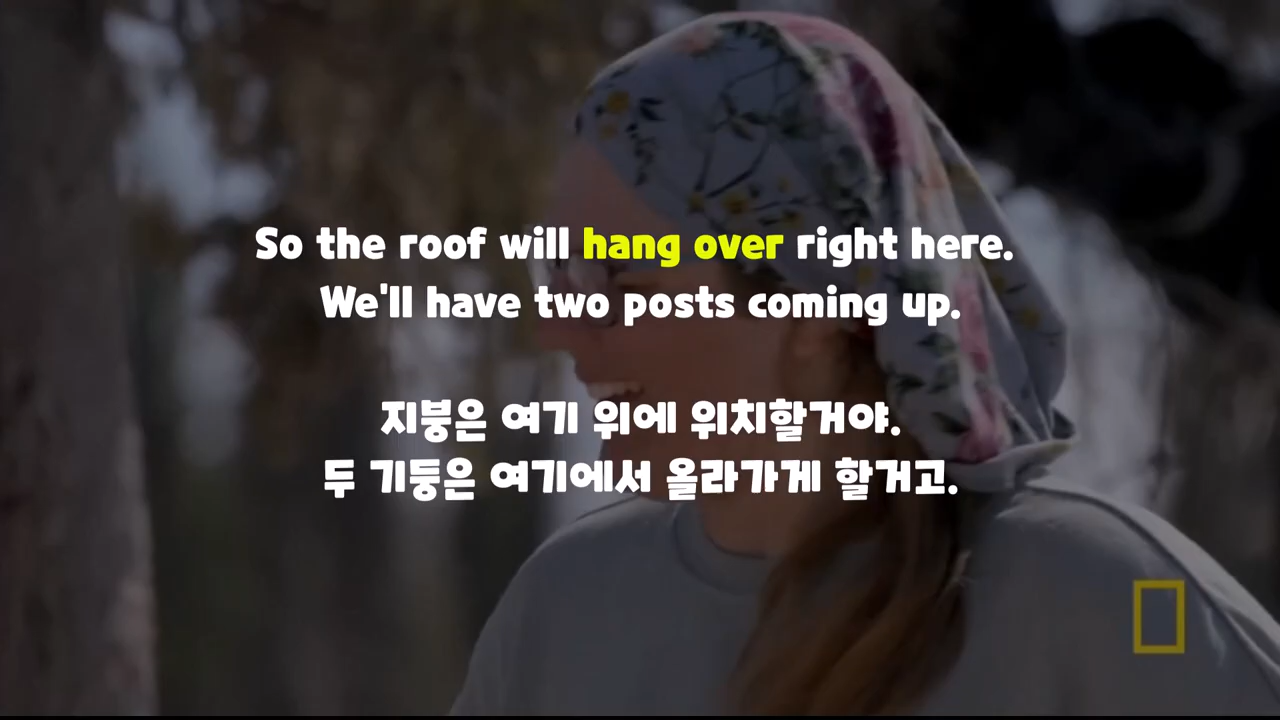 So the roof will hang over right here.
We'll have two posts coming up.
지붕은 여기 위에 위치할거야.
두 기둥은 여기에서 올라가게 할거고.